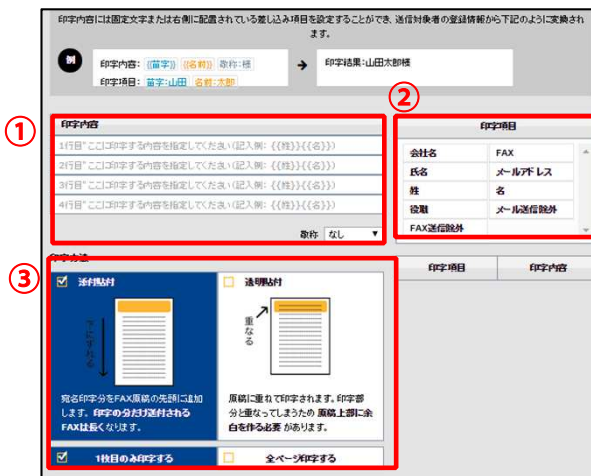 印字内容には固定文字または右側に配置されている差し込み項目を設定することができ、送信対象者の登録情報から下記のように変換され
ます。
例
印字内容: {{苗字}} {{名前}} 敬称:様
印字項目: 苗字:山田 名前:太郎
→
印字結果:山田太郎様
①
印字内容
1行目"ここに印字する内容を指定してください(記入例: {{姓}}{{名}})
2行目"ここに印字する内容を指定してください(記入例: {{姓}}{{名}})
3行目"ここに印字する内容を指定してください(記入例: {{姓}}{{名}})
4行目"ここに印字する内容を指定してください(記入例: {{姓}}{{名}})
敬称 なし
②
印字項目
会社名 FAX
氏名 メールアドレス
姓 名
役職 メール送信除外
FAX送信除外
印字項目 印字内容
印字方法
③
添付貼付
下にずれる
宛名印字分をFAX原稿の先頭に追加
します。印字の分だけ送付される
FAXは長くなります。
透明貼付
重なる
原稿に重ねて印字されます。印字部
分と重なってしまうため原稿上部に余
白を作る必要があります。
1枚目のみ印字する
全ページ印字する